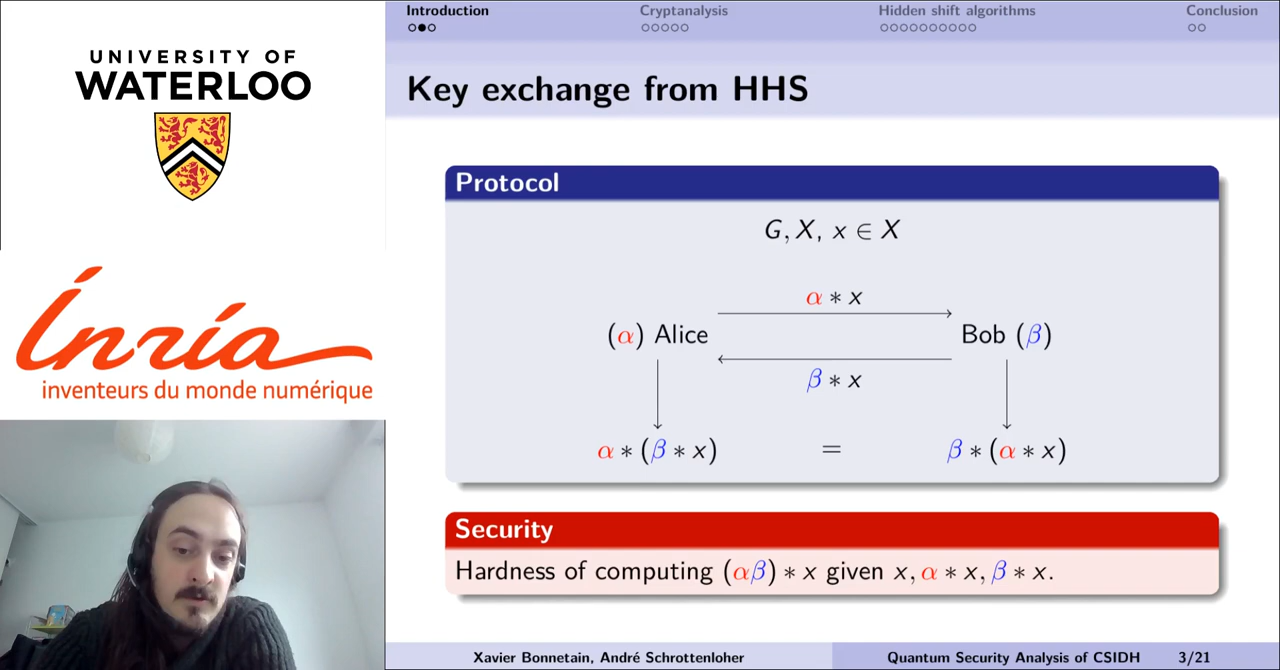 UNIVERSITY OF
WATERLOO
Inria
inventeurs du monde numérique
Introduction
Cryptanalysis
Hidden shift algorithms
Conclusion
Key exchange from HHS
Protocol
G, X, x ∈ X
α ∗ x
(α) Alice
Bob (β)
β ∗ x
α ∗ (β ∗ x) = β ∗ (α ∗ x)
Security
Hardness of computing (αβ) ∗ x given x, α ∗ x, β ∗ x.
Xavier Bonnetain, André Schrottenloher
Quantum Security Analysis of CSIDH
3/21